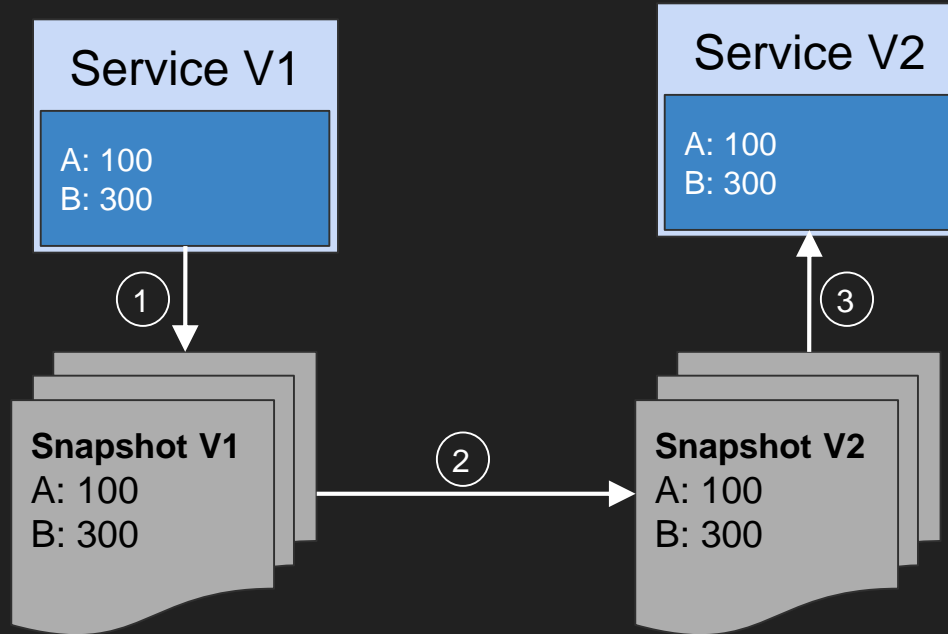 Service V1
A: 100
B: 300
Service V2
A: 100
B: 300
1
3
Snapshot V1
A: 100
B: 300
2
Snapshot V2
A: 100
B: 300